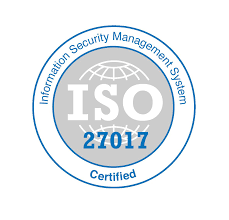 Information Security Management System
ISO
27017
Certified